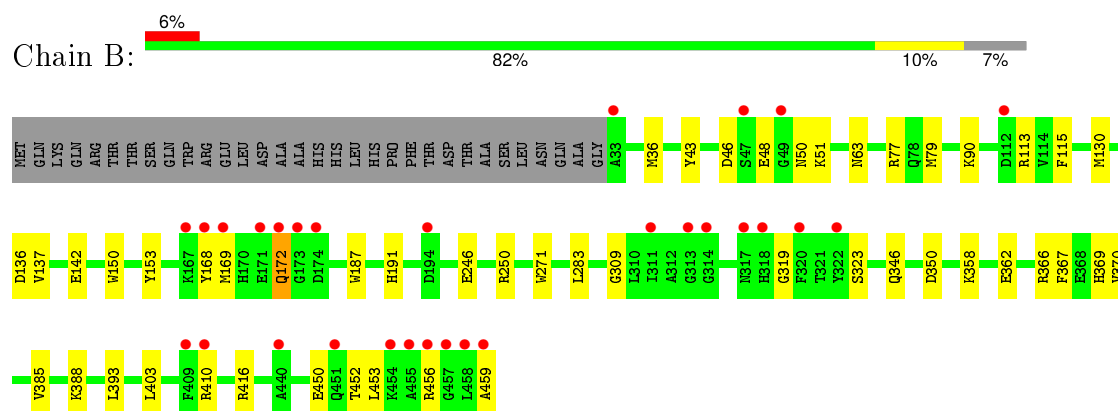 6%
Chain B:
82% 10% 7%
MET GLN LYS GLN ARG THR THR SER GLN TRP ARG GLU LEU ASP ALA ALA HIS HIS LEU HIS PRO PHE THR ASP THR ALA SER LEU ASN GLN ALA GLY A33 M36 Y43 D46 S47 E48 G49 N50 K51 N63 R77 Q78 M79 K90 D112 R113 V114 F115 M130
D136 V137 E142 W150 Y153 K167 Y168 M169 H170 E171 Q172 G173 D174 W187 H191 D194 E246 R250 W271 L283 G309 L310 I311 A312 G313 G314 N317 H318 G319 F320 T321 Y322 S323 Q346 D350 K358 E362 R366 F367 E368 H369 V370
V385 K388 L393 L403 F409 R410 R416 A440 E450 Q451 T452 L453 K454 A455 R456 G457 L458 A459